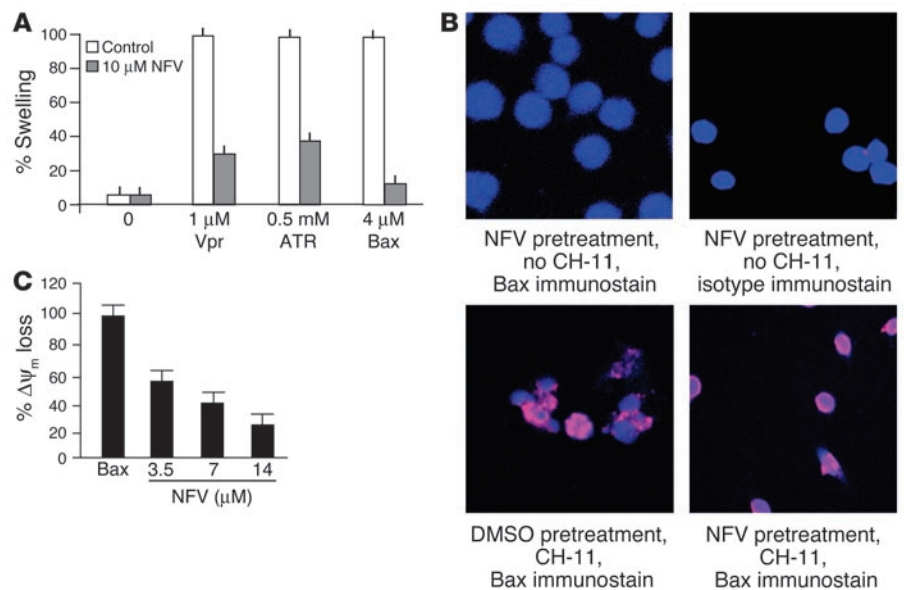 A
% Swelling
100
80
60
40
20
0
Control
10 μM NFV
0
1 μM
Vpr
0.5 mM
ATR
4 μM
Bax
B
NFV pretreatment,
no CH-11,
Bax immunostain
NFV pretreatment,
no CH-11,
isotype immunostain
DMSO pretreatment,
CH-11,
Bax immunostain
NFV pretreatment,
CH-11,
Bax immunostain
C
% ΔΨm loss
120
100
80
60
40
20
0
Bax
3.5
7
14
NFV (μM)